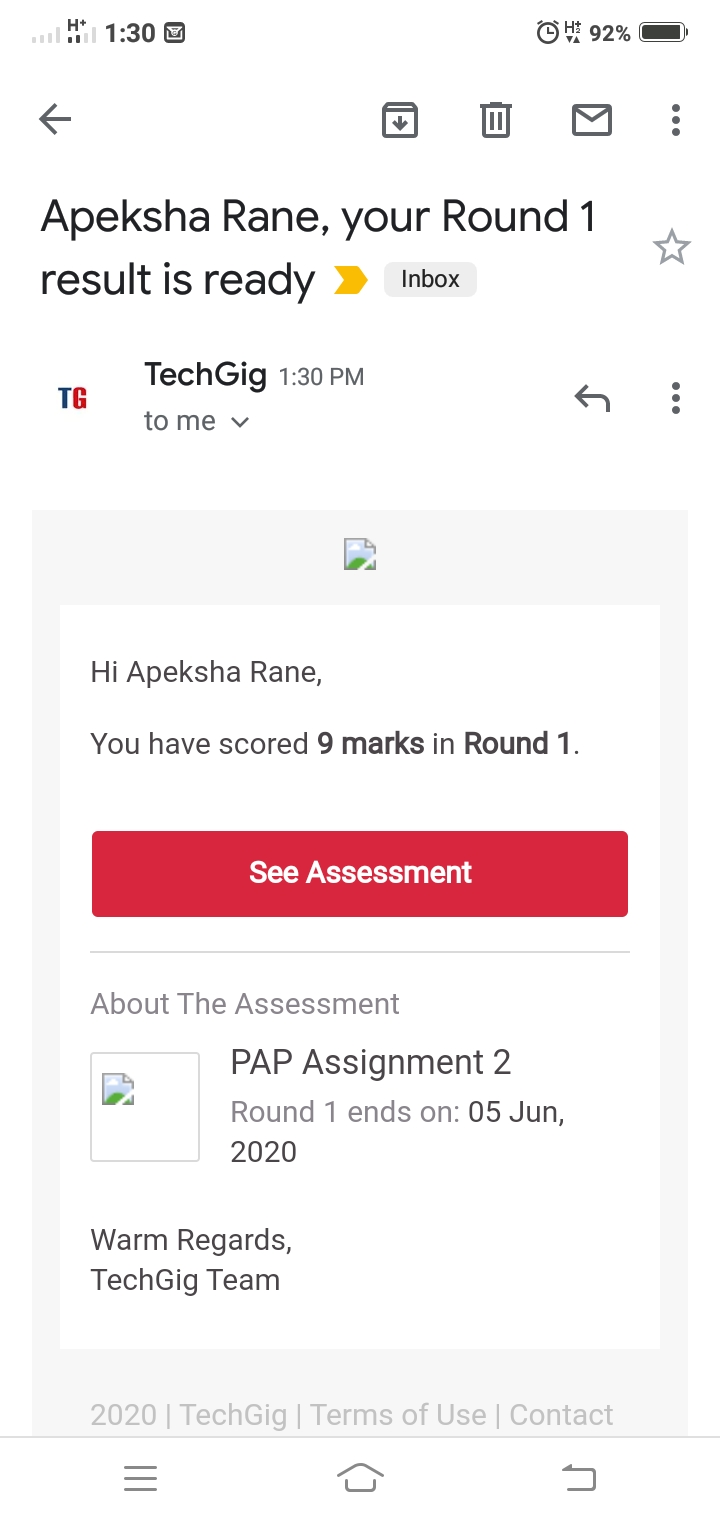 H+ 1:30 92%
Apeksha Rane, your Round 1
result is ready Inbox
TG
TechGig 1:30 PM
to me
Hi Apeksha Rane,
You have scored 9 marks in Round 1.
See Assessment
About The Assessment
PAP Assignment 2
Round 1 ends on: 05 Jun,
2020
Warm Regards,
TechGig Team
2020 | TechGig | Terms of Use | Contact